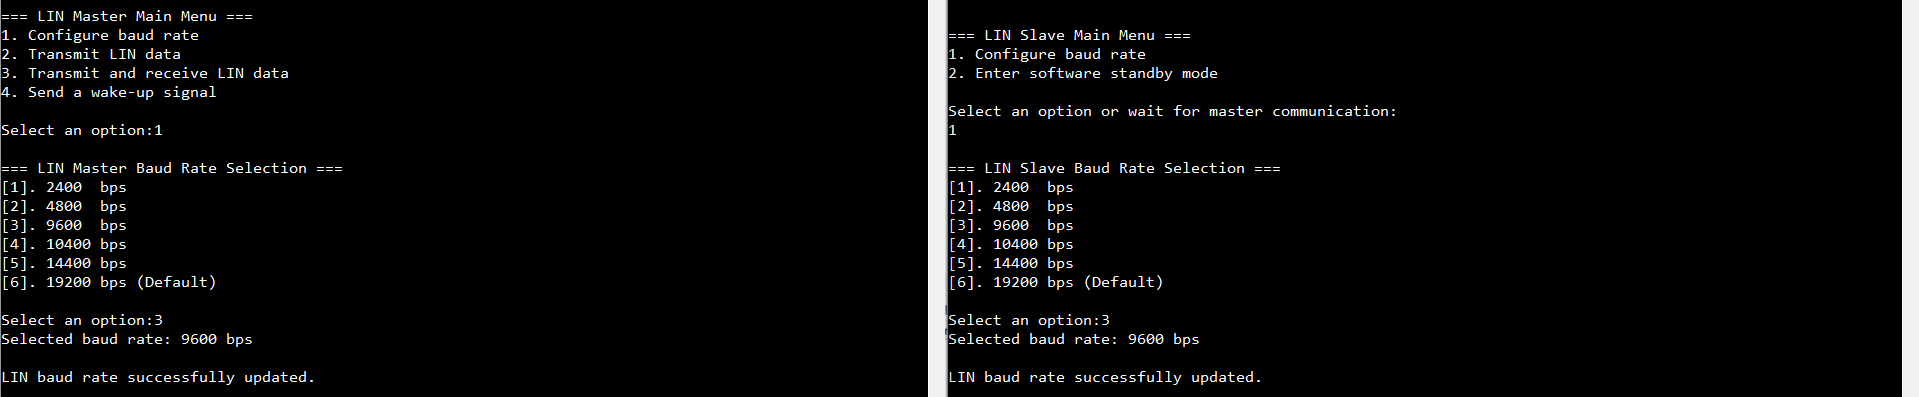 === LIN Master Main Menu ===
1. Configure baud rate
2. Transmit LIN data
3. Transmit and receive LIN data
4. Send a wake-up signal
Select an option:1
=== LIN Master Baud Rate Selection ===
[1]. 2400  bps
[2]. 4800  bps
[3]. 9600  bps
[4]. 10400 bps
[5]. 14400 bps
[6]. 19200 bps (Default)
Select an option:3
Selected baud rate: 9600 bps
LIN baud rate successfully updated.
=== LIN Slave Main Menu ===
1. Configure baud rate
2. Enter software standby mode
Select an option or wait for master communication:
1
=== LIN Slave Baud Rate Selection ===
[1]. 2400  bps
[2]. 4800  bps
[3]. 9600  bps
[4]. 10400 bps
[5]. 14400 bps
[6]. 19200 bps (Default)
Select an option:3
Selected baud rate: 9600 bps
LIN baud rate successfully updated.